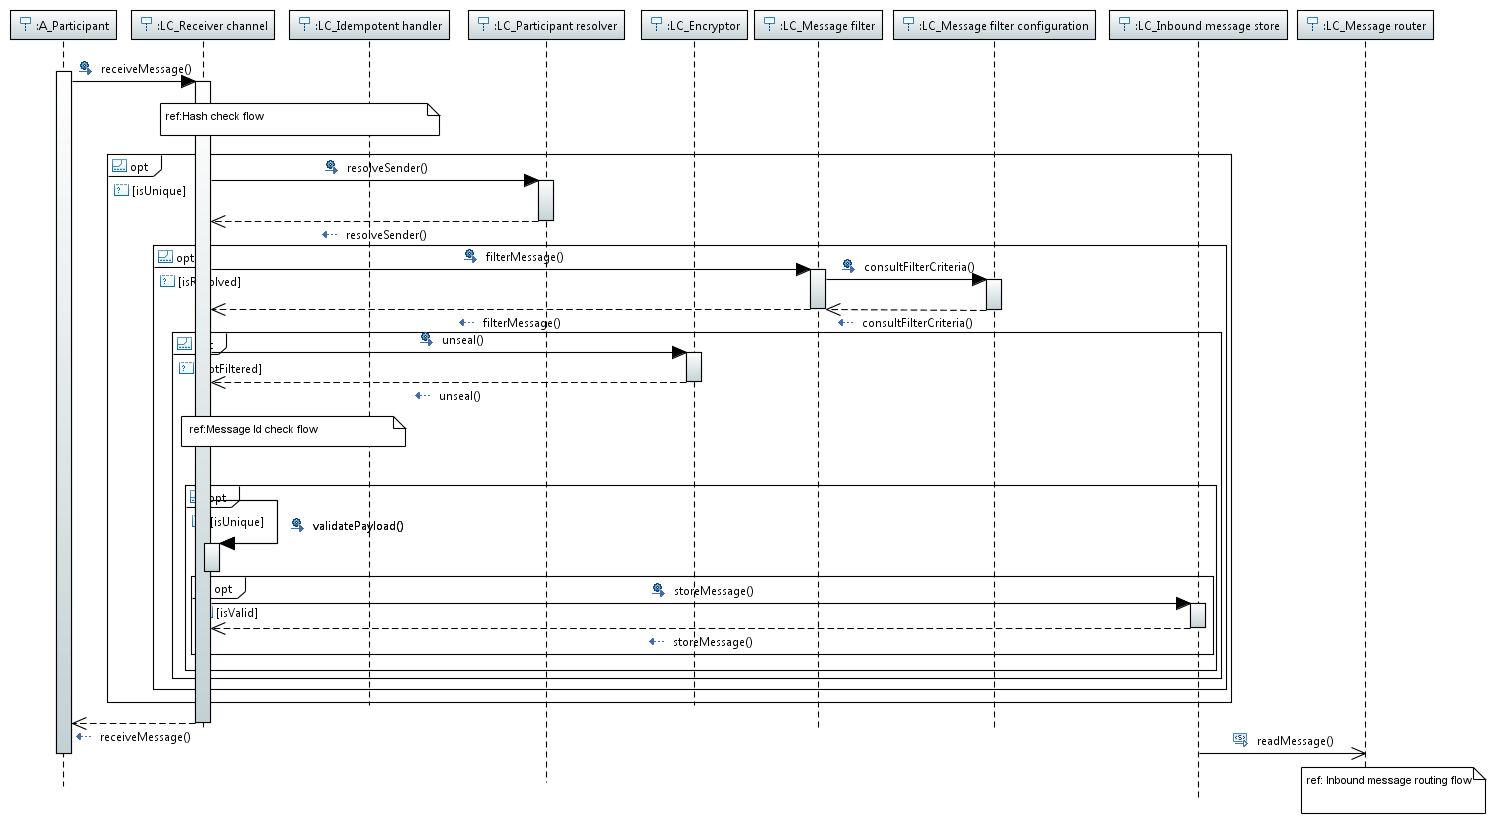 :A_Participant
:LC_Receiver channel
:LC_Idempotent handler
:LC_Participant resolver
:LC_Encryptor
:LC_Message filter
:LC_Message filter configuration
:LC_Inbound message store
:LC_Message router
receiveMessage()
ref:Hash check flow
opt
resolveSender()
[isUnique]
resolveSender()
opt
filterMessage()
consultFilterCriteria()
filterMessage()
consultFilterCriteria()
unseal()
unseal()
ref:Message Id check flow
opt
[isUnique]
validatePayload()
opt
storeMessage()
[isValid]
storeMessage()
receiveMessage()
readMessage()
ref: Inbound message routing flow